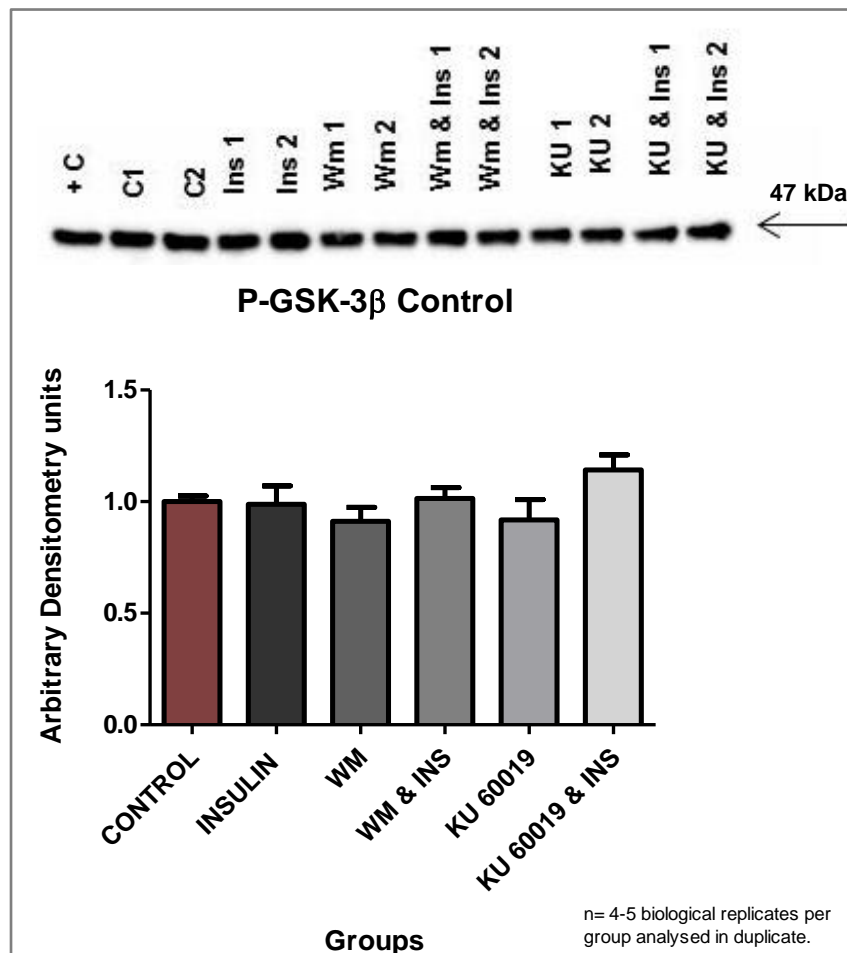 + C
C1
C2
Ins 1
Ins 2
Wm 1
Wm 2
Wm & Ins 1
Wm & Ins 2
KU 1
KU 2
KU & Ins 1
KU & Ins 2
47 kDa
P-GSK-3β Control
Arbitrary Densitometry units
1.5
1.0
0.5
0.0
CONTROL
INSULIN
WM
WM & INS
KU 60019
KU 60019 & INS
Groups
n= 4-5 biological replicates per
group analysed in duplicate.